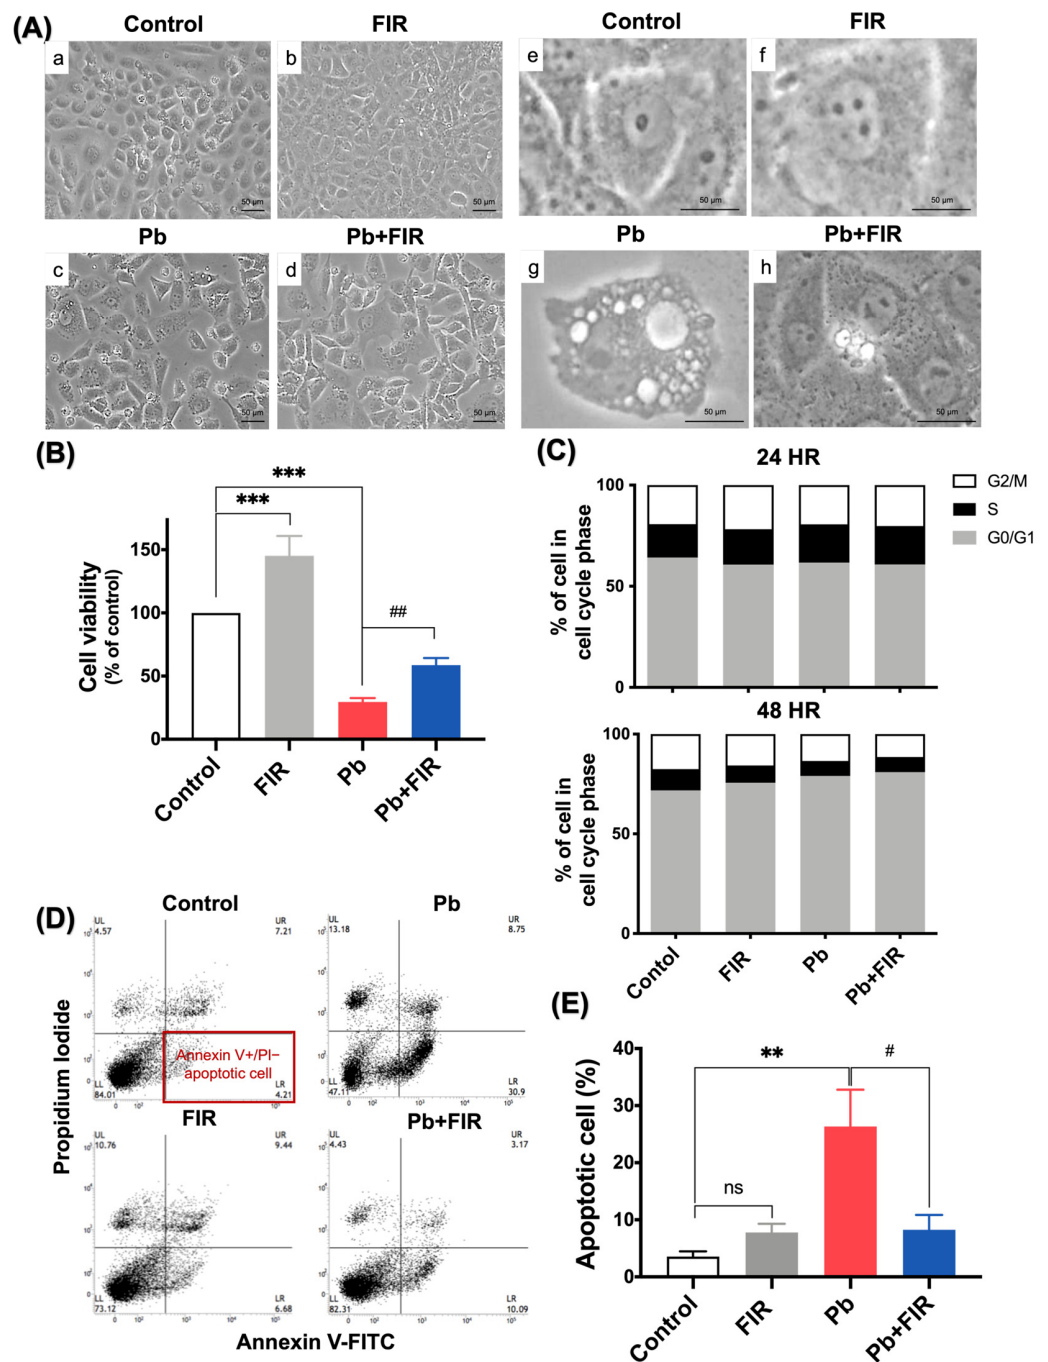 (A)
Control
FIR
Control
FIR
a
b
e
f
50 µm
50 µm
50 µm
50 µm
Pb
Pb+FIR
Pb
Pb+FIR
c
d
g
h
50 µm
50 µm
50 µm
50 µm
(B)
***
***
##
Cell viability
(% of control)
150
100
50
0
Control
FIR
Pb
Pb+FIR
(C)
24 HR
G2/M
S
G0/G1
% of cell in
cell cycle phase
100
50
0
48 HR
% of cell in
cell cycle phase
100
50
0
Contol
FIR
Pb
Pb+FIR
(D)
Propidium Iodide
Control
UL
4.57
UR
7.21
Annexin V+/PI−
apoptotic cell
LL
84.01
LR
4.21
Pb
UL
13.18
UR
8.75
LL
47.11
LR
30.9
FIR
UL
10.76
UR
9.44
LL
73.12
LR
6.68
Pb+FIR
UL
4.43
UR
3.17
LL
82.31
LR
10.09
Annexin V-FITC
(E)
Apoptotic cell (%)
40
30
20
10
0
**
#
ns
Control
FIR
Pb
Pb+FIR